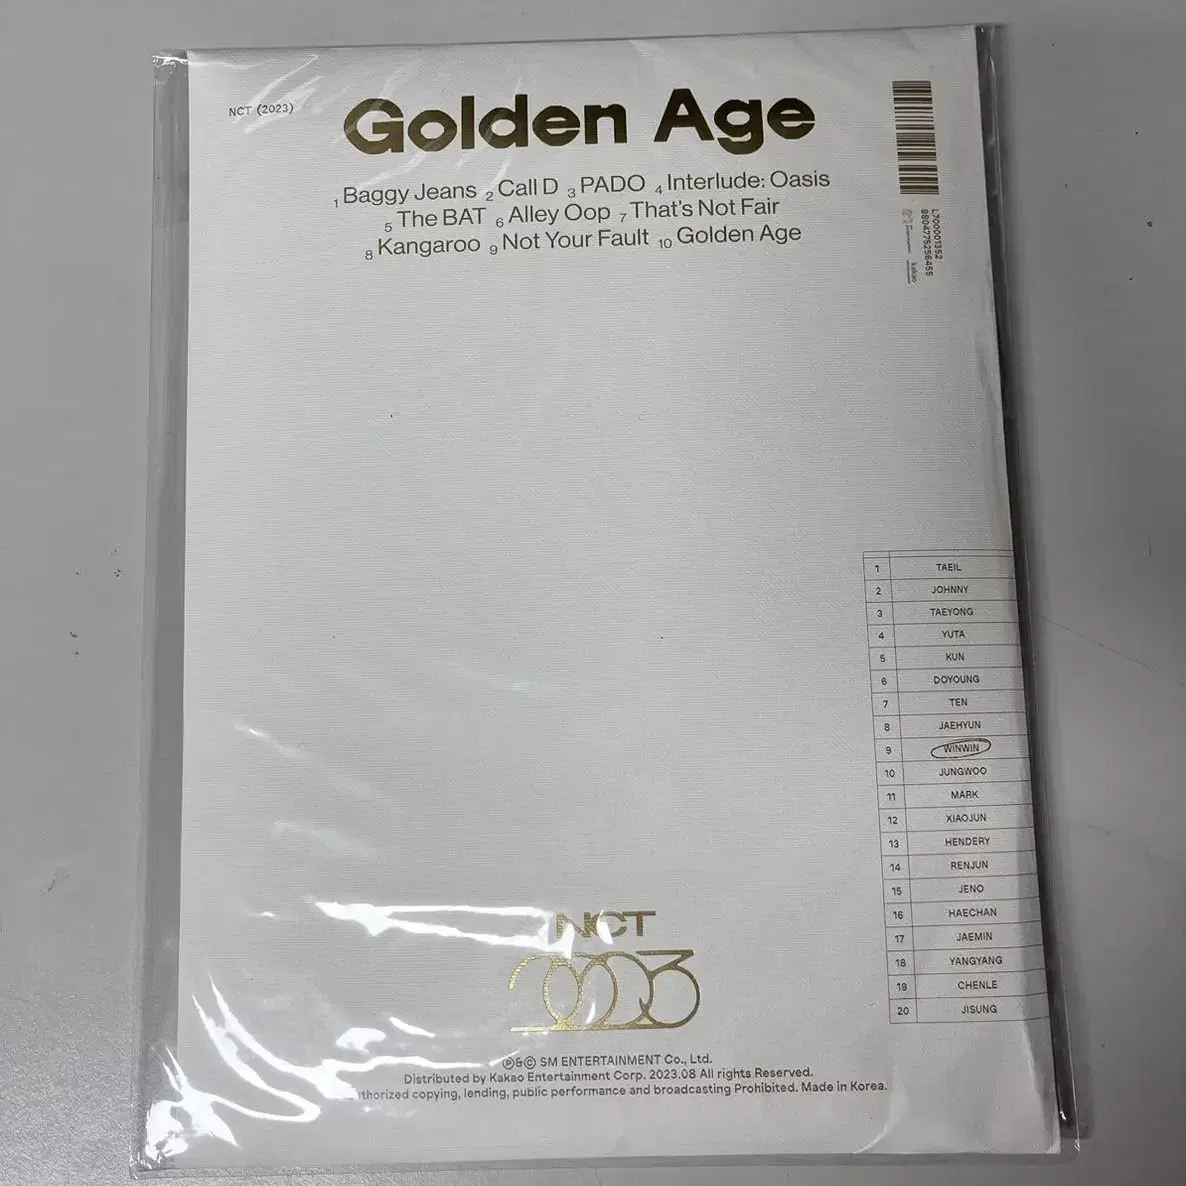 NCT (2023)
Golden Age
1 Baggy Jeans 2 Call D 3 PADO 4 Interlude: Oasis
5 The BAT 6 Alley Oop 7 That's Not Fair
8 Kangaroo 9 Not Your Fault 10 Golden Age
L700001352
8804775256455
kakao
1 TAEIL
2 JOHNNY
3 TAEYONG
4 YUTA
5 KUN
6 DOYOUNG
7 TEN
8 JAEHYUN
9 WINWIN
10 JUNGWOO
11 MARK
12 XIAOJUN
13 HENDERY
14 RENJUN
15 JENO
16 HAECHAN
17 JAEMIN
18 YANGYANG
19 CHENLE
20 JISUNG
NCT
2023
℗&© SM ENTERTAINMENT Co., Ltd.
Distributed by Kakao Entertainment Corp. 2023.08 All rights Reserved.
copying, lending, public performance and broadcasting Prohibited. Made in Korea.